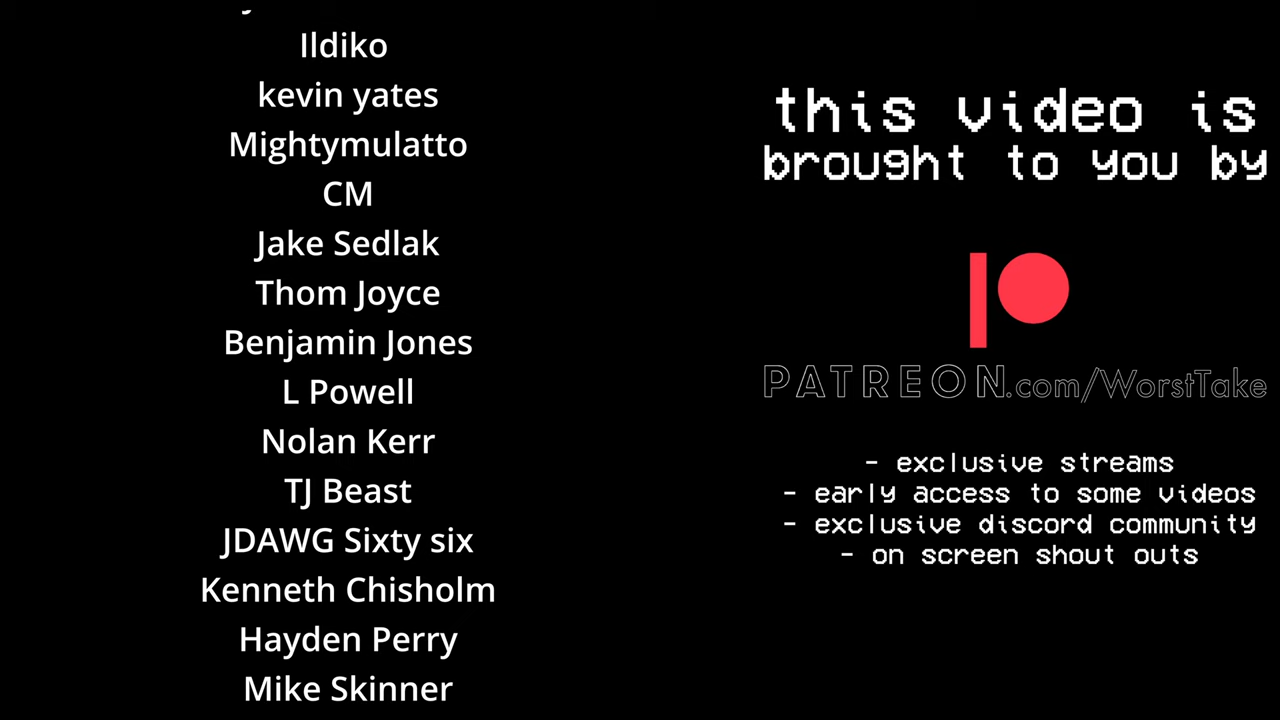 Ildiko
kevin yates
Mightymulatto
CM
Jake Sedlak
Thom Joyce
Benjamin Jones
L Powell
Nolan Kerr
TJ Beast
JDAWG Sixty six
Kenneth Chisholm
Hayden Perry
Mike Skinner
this video is
brought to you by
PATREON.com/WorstTake
- exclusive streams
- early access to some videos
- exclusive discord community
- on screen shout outs